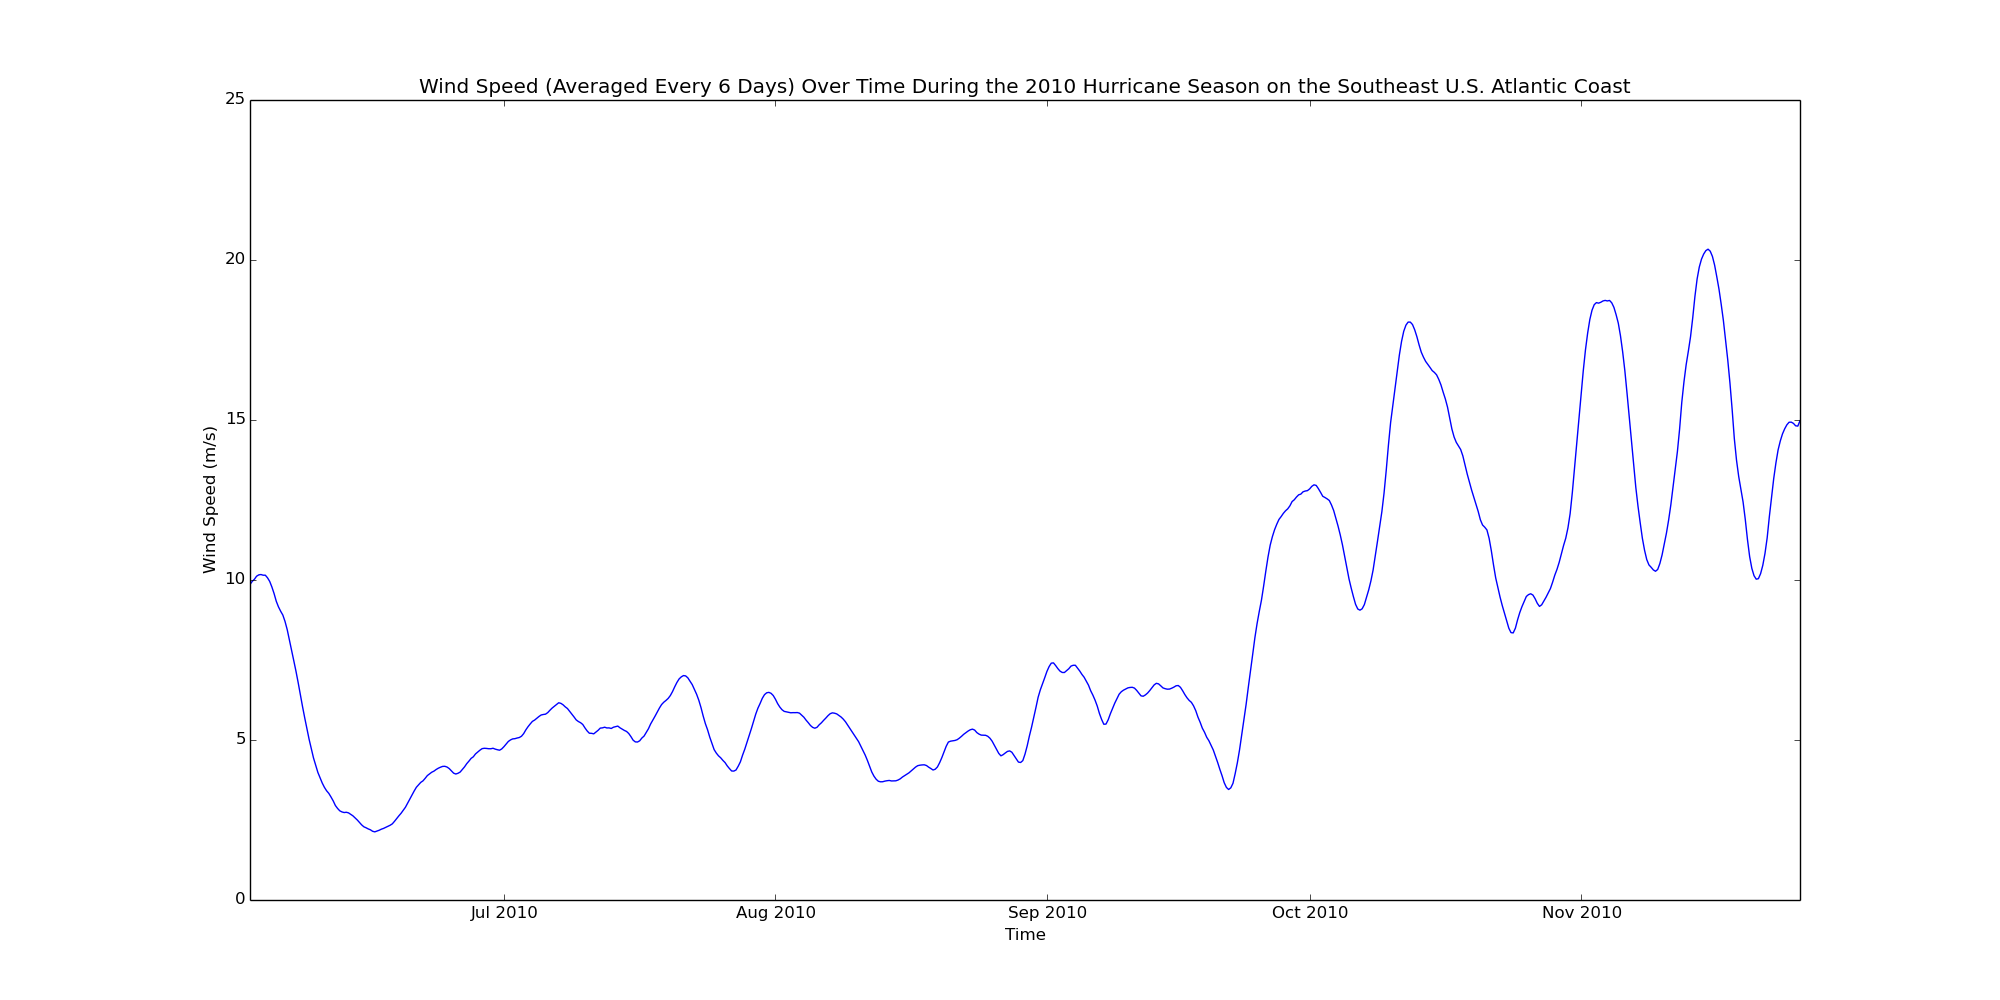 Wind Speed (Averaged Every 6 Days) Over Time During the 2010 Hurricane Season on the Southeast U.S. Atlantic Coast
25
20
15
10
5
0
Wind Speed (m/s)
Jul 2010 Aug 2010 Sep 2010 Oct 2010 Nov 2010
Time